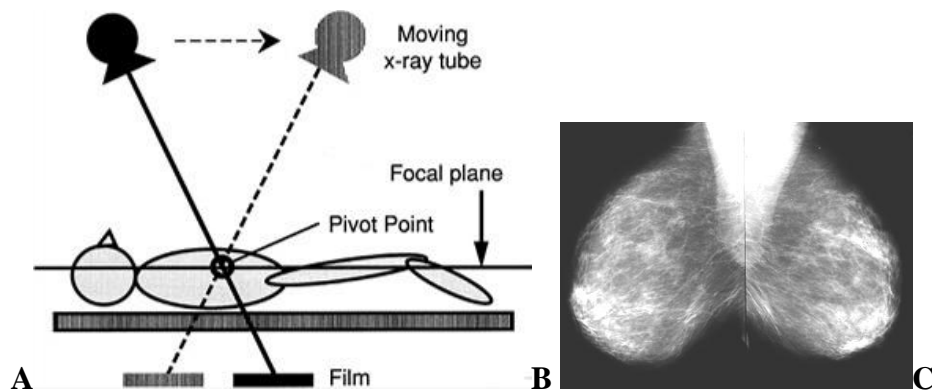 Moving
x-ray tube
Focal plane
Pivot Point
Film
A
B
C